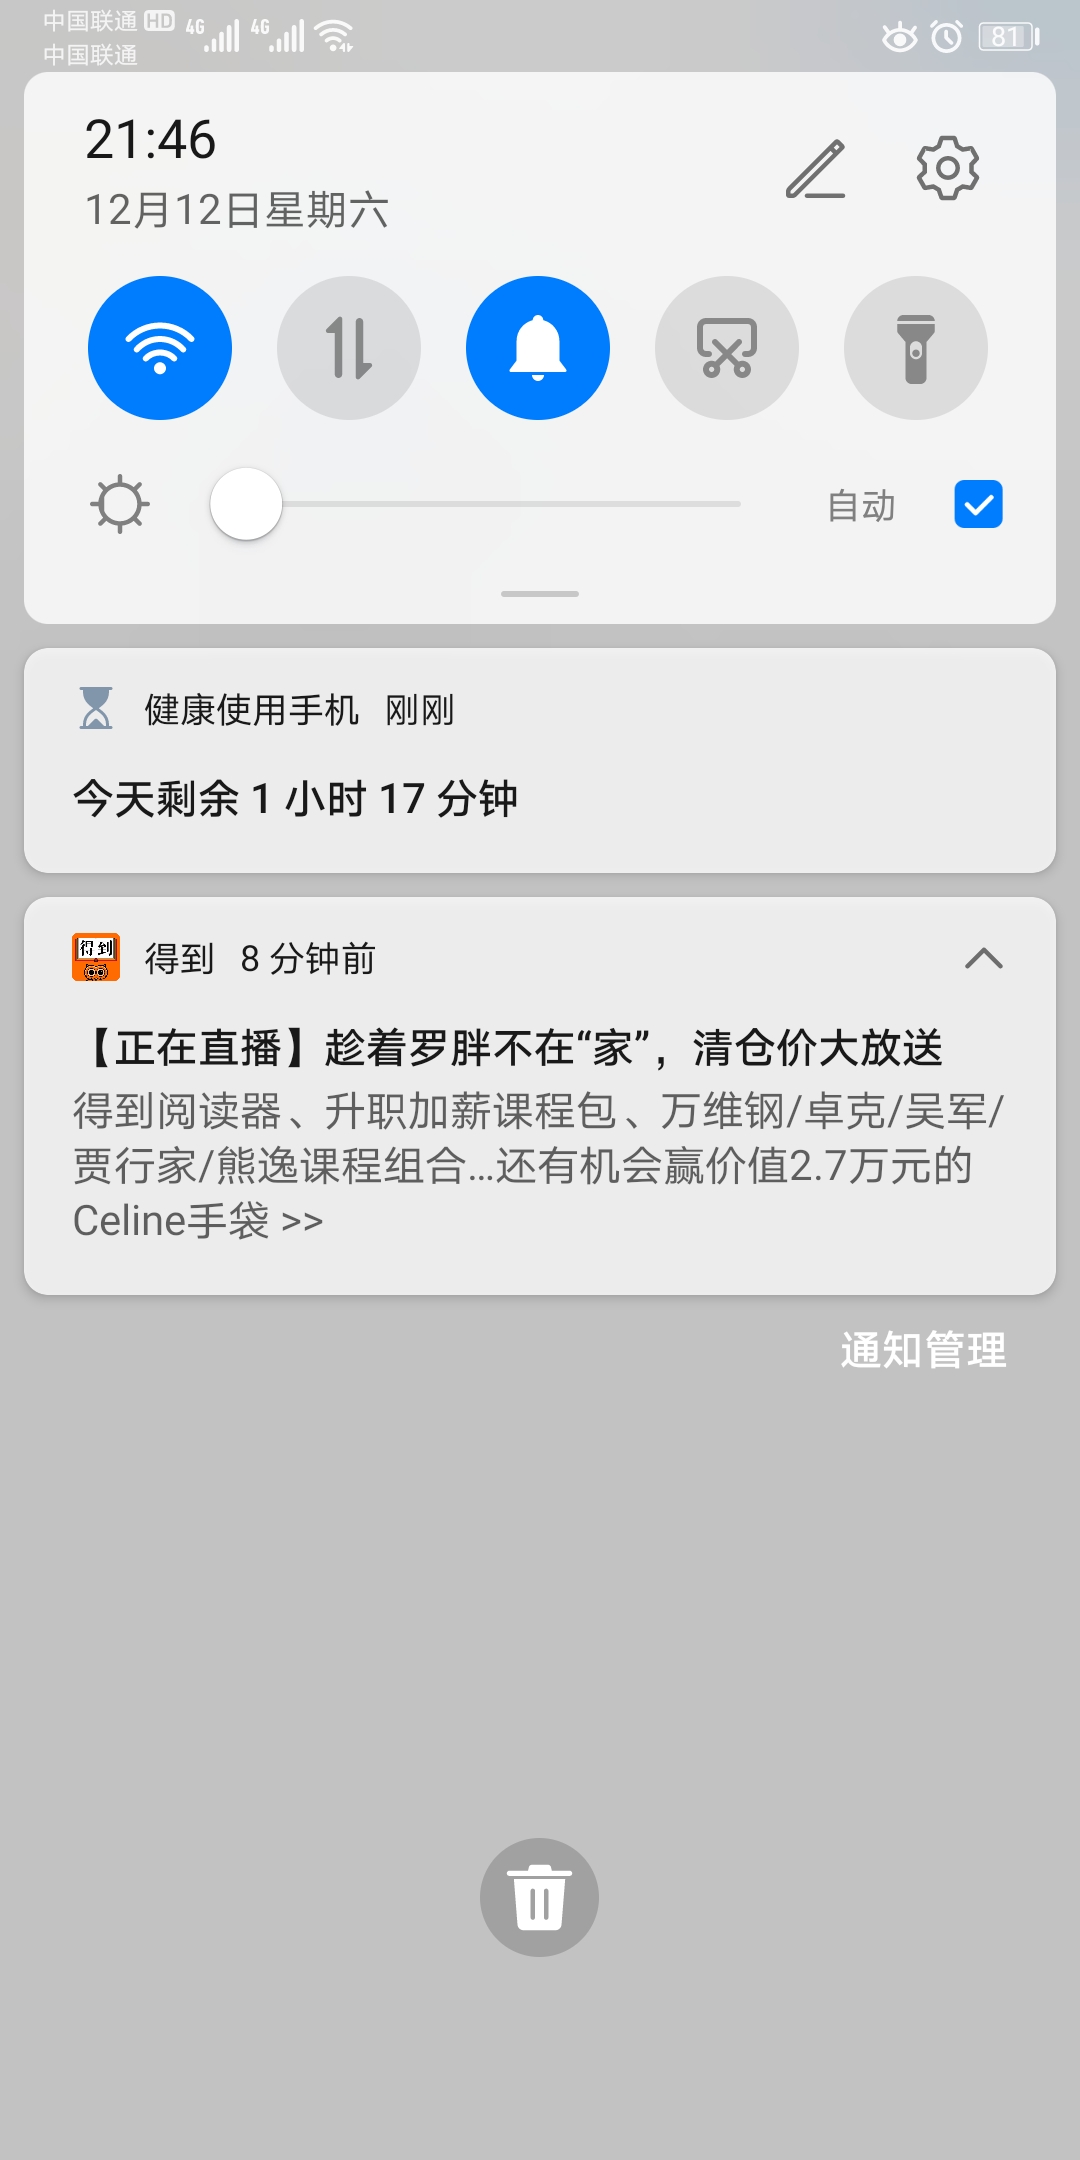 中国联通 HD 4G 4G
中国联通
81
21:46
12月12日星期六
自动
健康使用手机 刚刚
今天剩余 1 小时 17 分钟
得到
得到 8 分钟前
【正在直播】趁着罗胖不在“家”，清仓价大放送
得到阅读器、升职加薪课程包、万维钢/卓克/吴军/
贾行家/熊逸课程组合...还有机会赢价值2.7万元的
Celine手袋 >>
通知管理